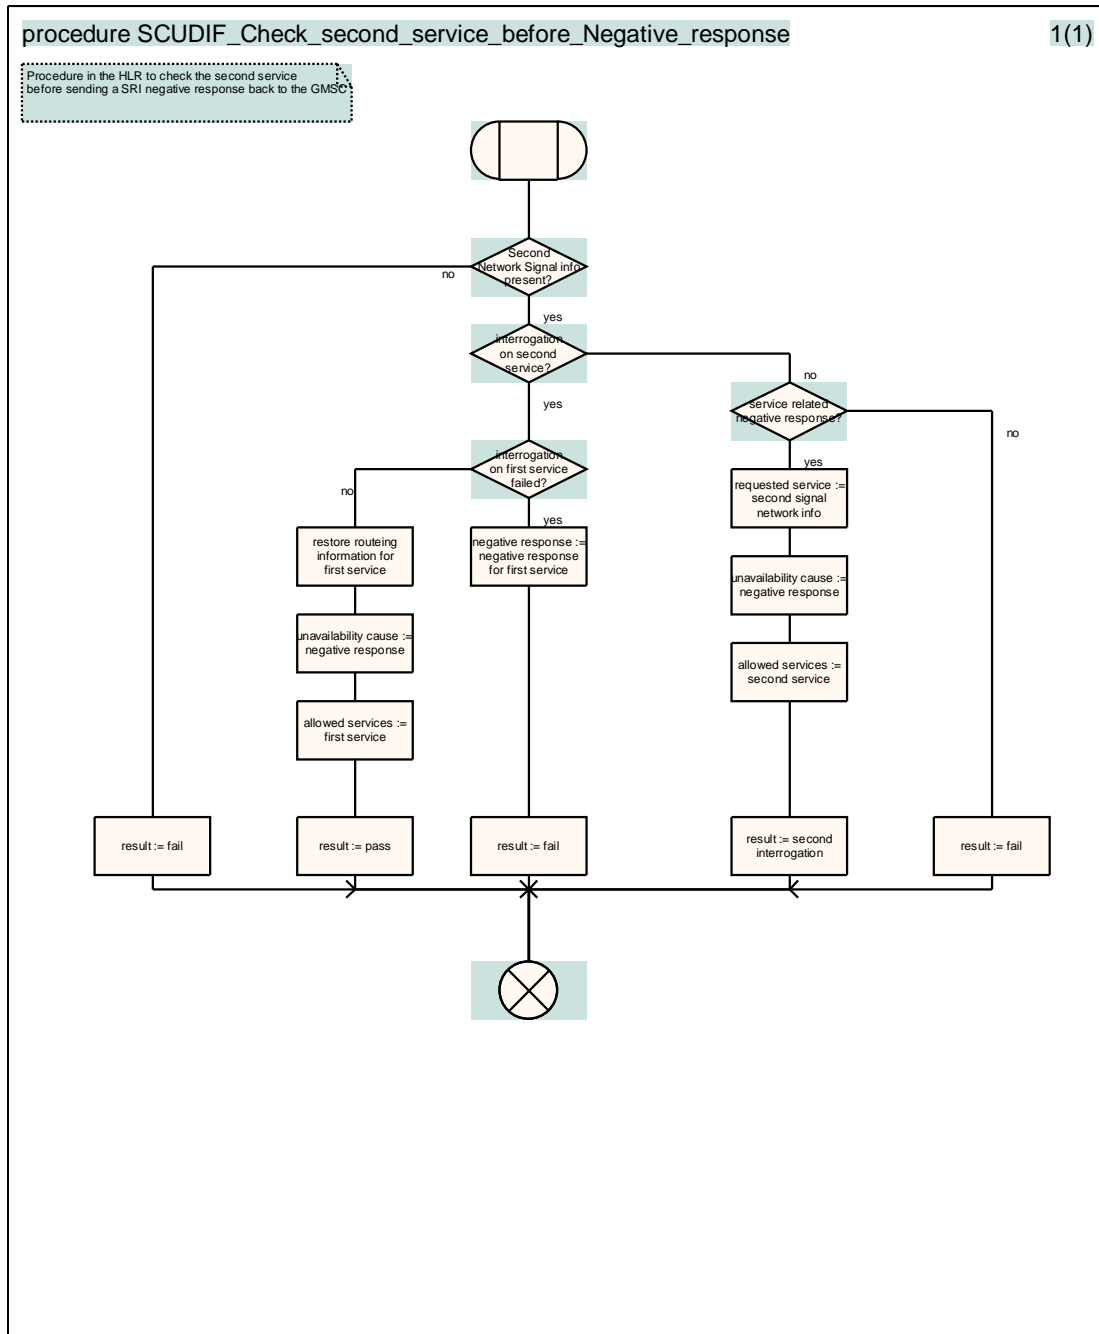 procedure SCUDIF_Check_second_service_before_Negative_response
1(1)
Procedure in the HLR to check the second service
before sending a SRI negative response back to the GMSC
Second
Network Signal info
present?
no
yes
interrogation
on second
service?
no
yes
service related
negative response?
no
yes
interrogation
on first service
failed?
no
yes
requested service :=
second signal
network info
restore routeing
information for
first service
negative response :=
negative response
for first service
unavailability cause :=
negative response
unavailability cause :=
negative response
allowed services :=
second service
allowed services :=
first service
result := fail
result := pass
result := fail
result := second
interrogation
result := fail